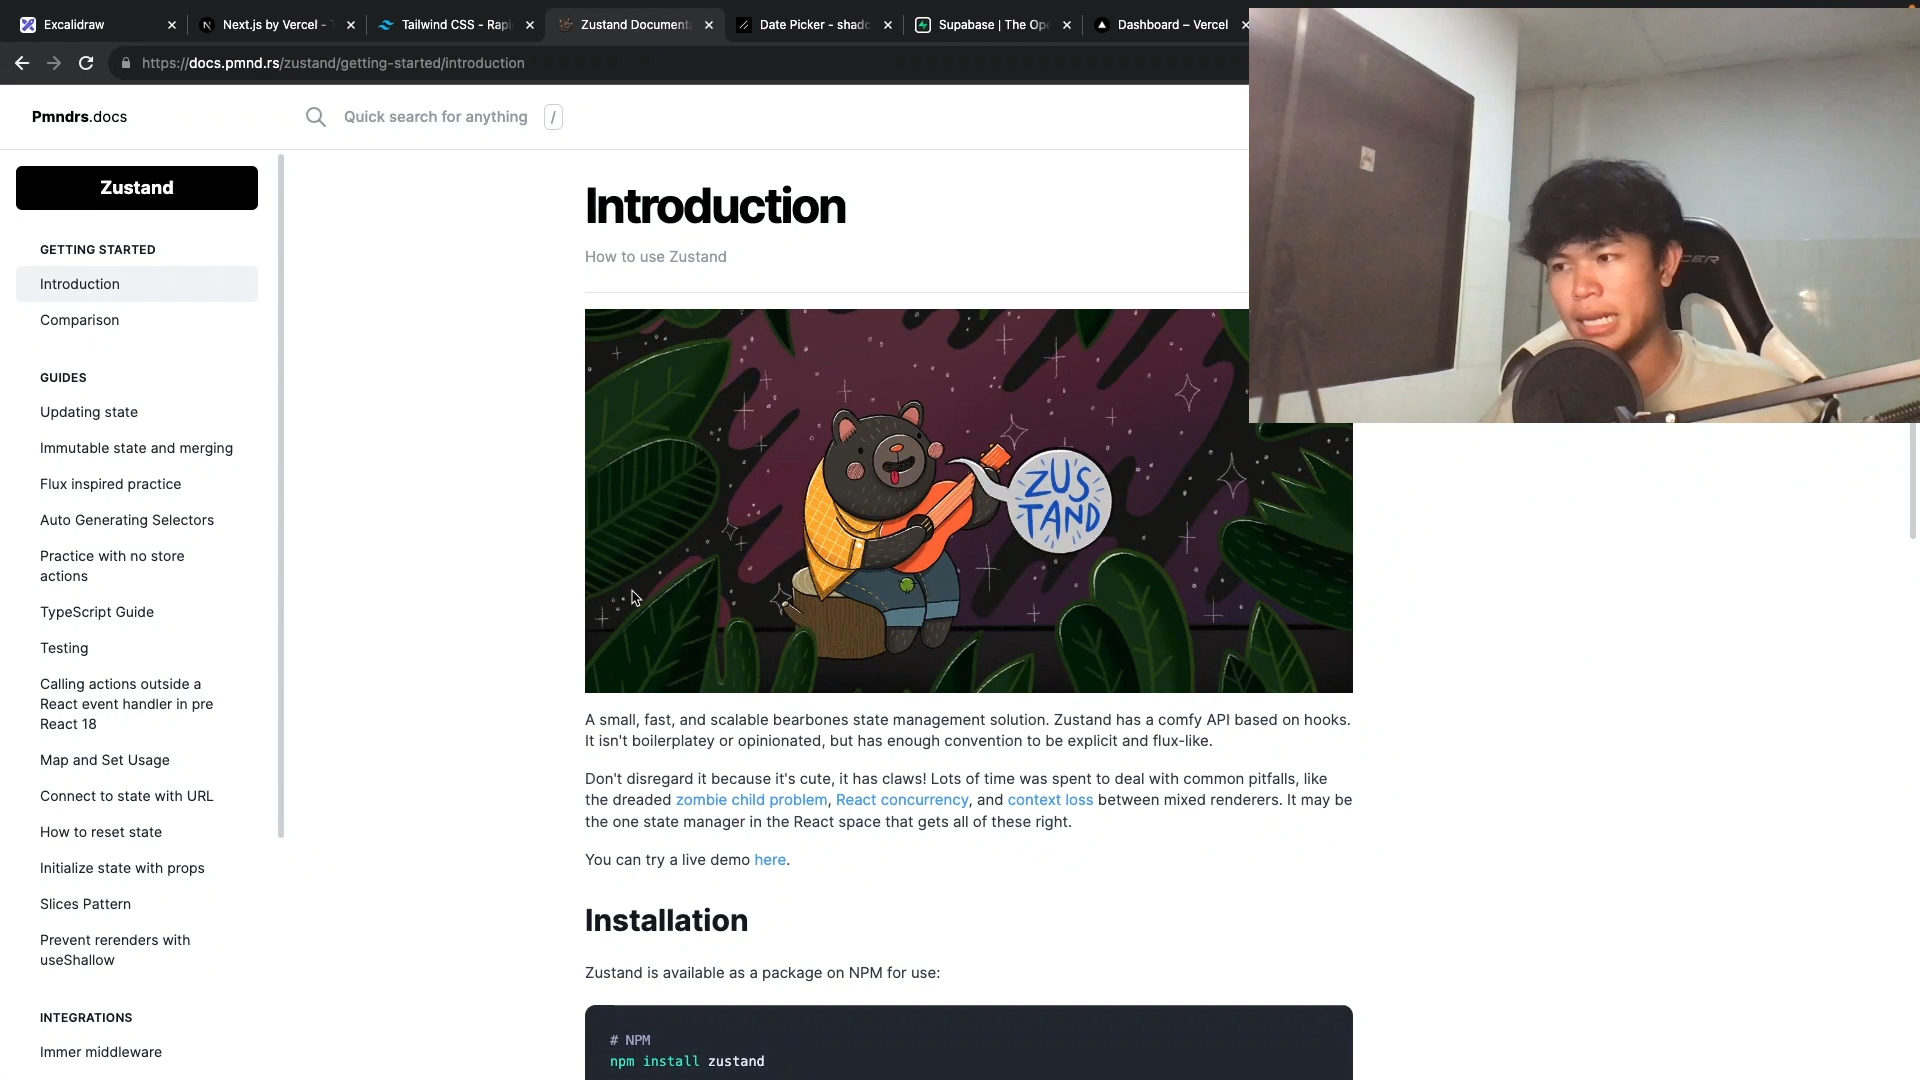 Excalidraw
Next.js by Vercel - T
Tailwind CSS - Rapi
Zustand Documenta
Date Picker - shadc
Supabase | The Ope
Dashboard – Vercel
https://docs.pmnd.rs/zustand/getting-started/introduction
Pmndrs.docs
Quick search for anything /
Zustand
GETTING STARTED
Introduction
Comparison
GUIDES
Updating state
Immutable state and merging
Flux inspired practice
Auto Generating Selectors
Practice with no store
actions
TypeScript Guide
Testing
Calling actions outside a
React event handler in pre
React 18
Map and Set Usage
Connect to state with URL
How to reset state
Initialize state with props
Slices Pattern
Prevent rerenders with
useShallow
INTEGRATIONS
Immer middleware
Introduction
How to use Zustand
ZUS
TAND
A small, fast, and scalable bearbones state management solution. Zustand has a comfy API based on hooks.
It isn't boilerplatey or opinionated, but has enough convention to be explicit and flux-like.
Don't disregard it because it's cute, it has claws! Lots of time was spent to deal with common pitfalls, like
the dreaded zombie child problem, React concurrency, and context loss between mixed renderers. It may be
the one state manager in the React space that gets all of these right.
You can try a live demo here.
Installation
Zustand is available as a package on NPM for use:
# NPM
npm install zustand